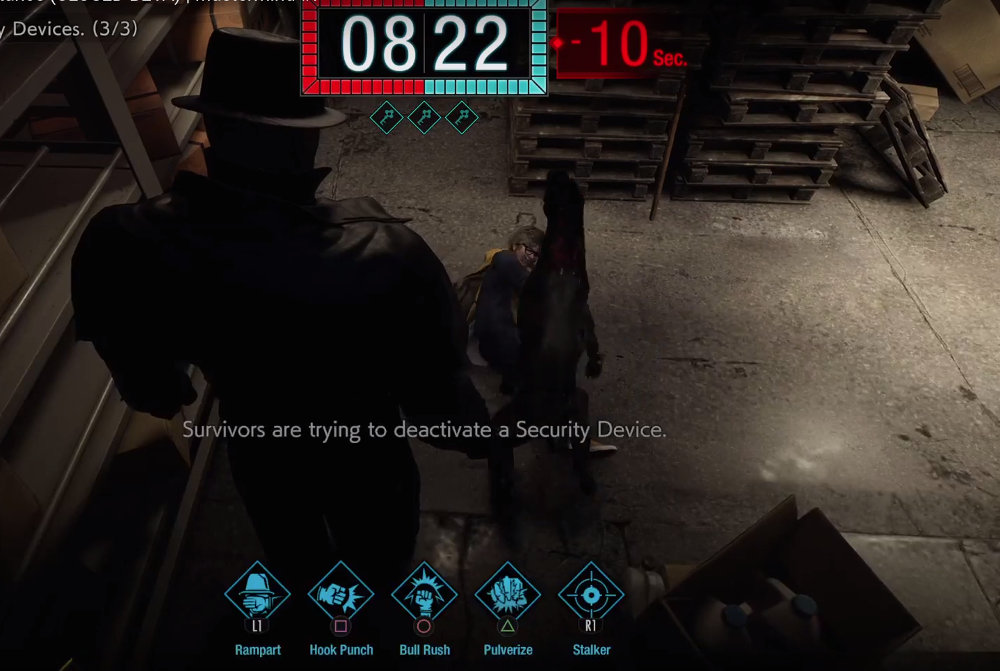 y Devices. (3/3)
08 22
-10 Sec.
Survivors are trying to deactivate a Security Device.
L1
R1
Rampart
Hook Punch
Bull Rush
Pulverize
Stalker